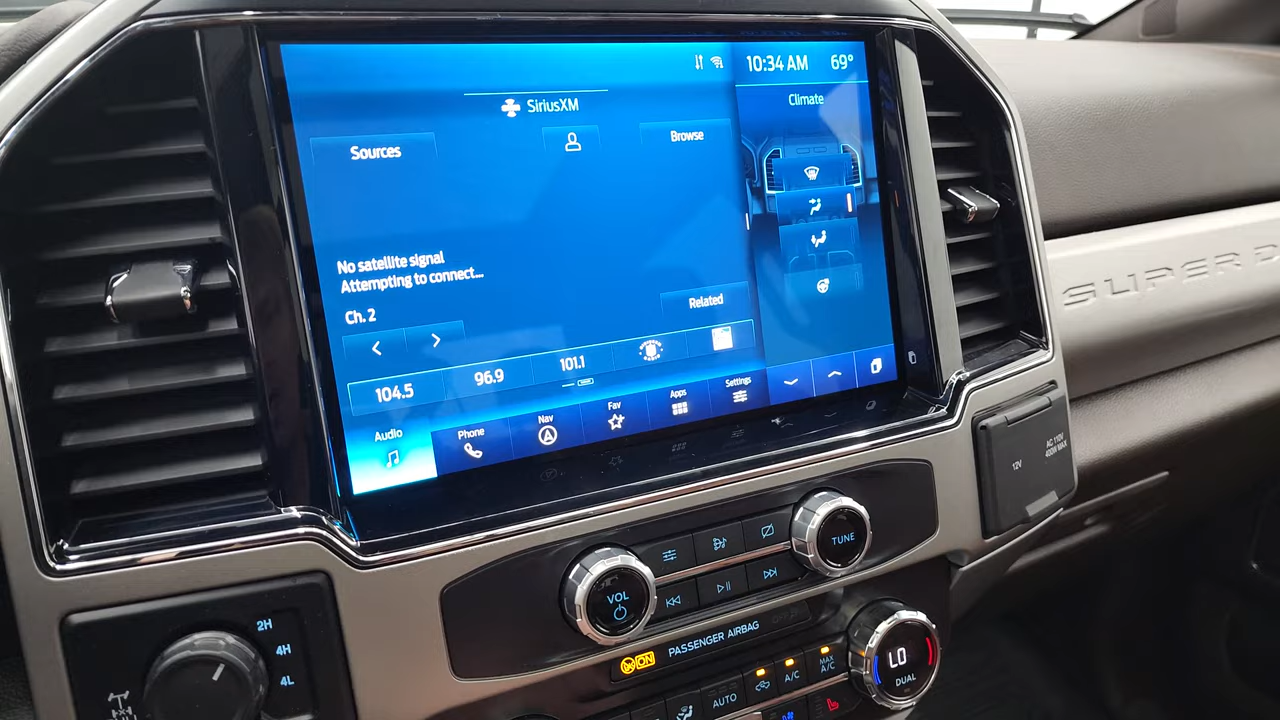 10:34 AM 69°
SiriusXM
Climate
Sources
Browse
No satellite signal
Attempting to connect...
Ch. 2
Related
104.5
96.9
101.1
Audio
Phone
Nav
Fav
Apps
Settings
SUPER D
12V
AC 110V
400W MAX
VOL
TUNE
ON
PASSENGER AIRBAG
2H
4H
4L
AUTO
A/C
MAX
A/C
LO
DUAL